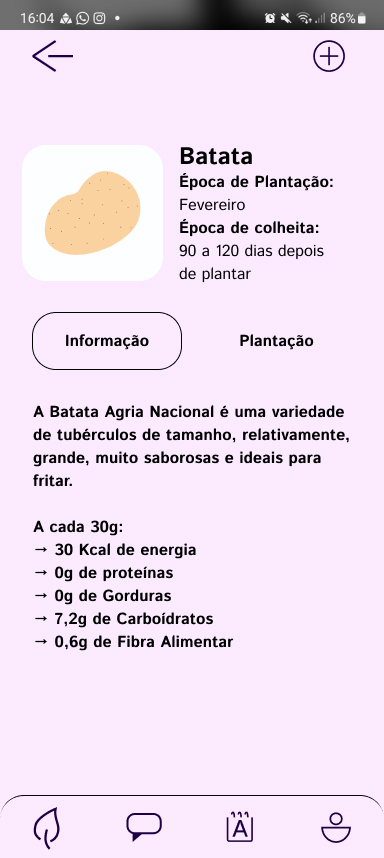 16:04
86%
Batata
Época de Plantação:
Fevereiro
Época de colheita:
90 a 120 dias depois
de plantar
Informação
Plantação
A Batata Agria Nacional é uma variedade
de tubérculos de tamanho, relativamente,
grande, muito saborosas e ideais para
fritar.
A cada 30g:
→ 30 Kcal de energia
→ 0g de proteínas
→ 0g de Gorduras
→ 7,2g de Carboídratos
→ 0,6g de Fibra Alimentar
A